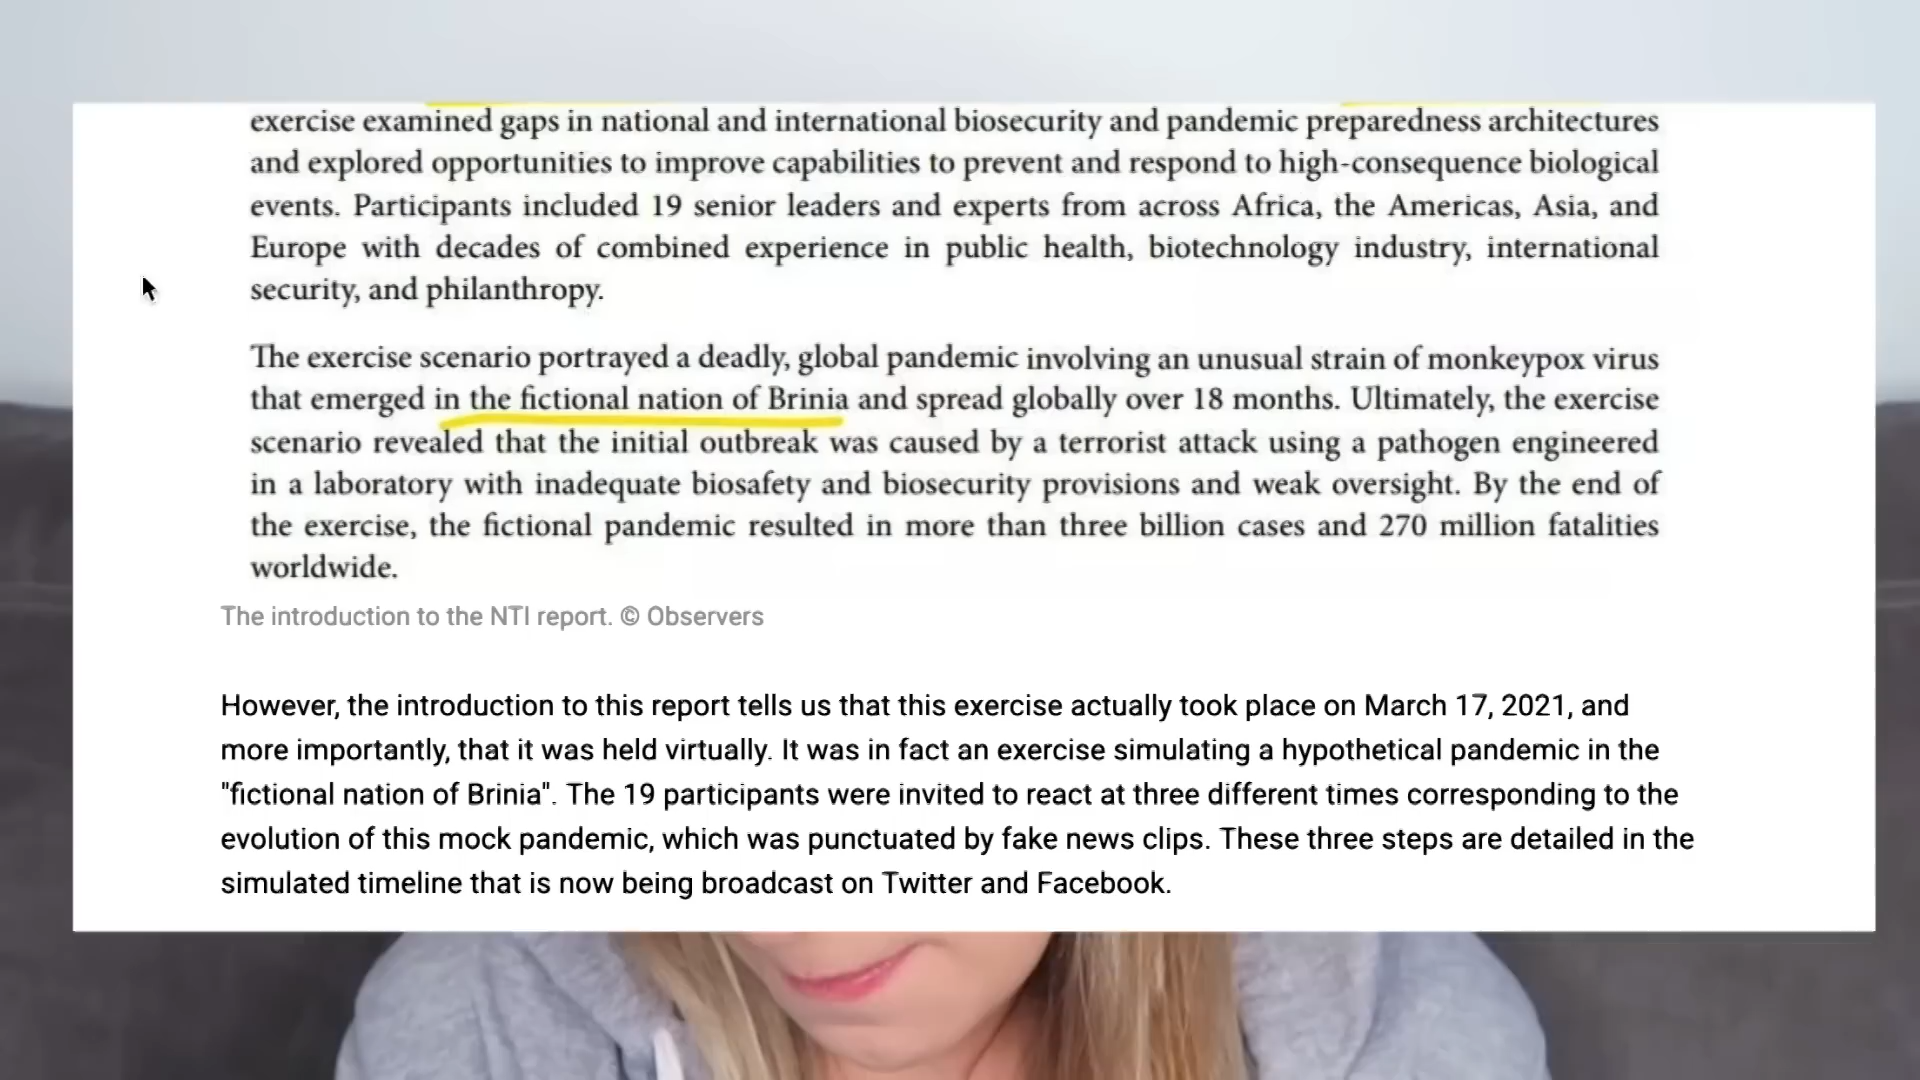 exercise examined gaps in national and international biosecurity and pandemic preparedness architectures
and explored opportunities to improve capabilities to prevent and respond to high-consequence biological
events. Participants included 19 senior leaders and experts from across Africa, the Americas, Asia, and
Europe with decades of combined experience in public health, biotechnology industry, international
security, and philanthropy.
The exercise scenario portrayed a deadly, global pandemic involving an unusual strain of monkeypox virus
that emerged in the fictional nation of Brinia and spread globally over 18 months. Ultimately, the exercise
scenario revealed that the initial outbreak was caused by a terrorist attack using a pathogen engineered
in a laboratory with inadequate biosafety and biosecurity provisions and weak oversight. By the end of
the exercise, the fictional pandemic resulted in more than three billion cases and 270 million fatalities
worldwide.
The introduction to the NTI report. © Observers
However, the introduction to this report tells us that this exercise actually took place on March 17, 2021, and
more importantly, that it was held virtually. It was in fact an exercise simulating a hypothetical pandemic in the
"fictional nation of Brinia". The 19 participants were invited to react at three different times corresponding to the
evolution of this mock pandemic, which was punctuated by fake news clips. These three steps are detailed in the
simulated timeline that is now being broadcast on Twitter and Facebook.